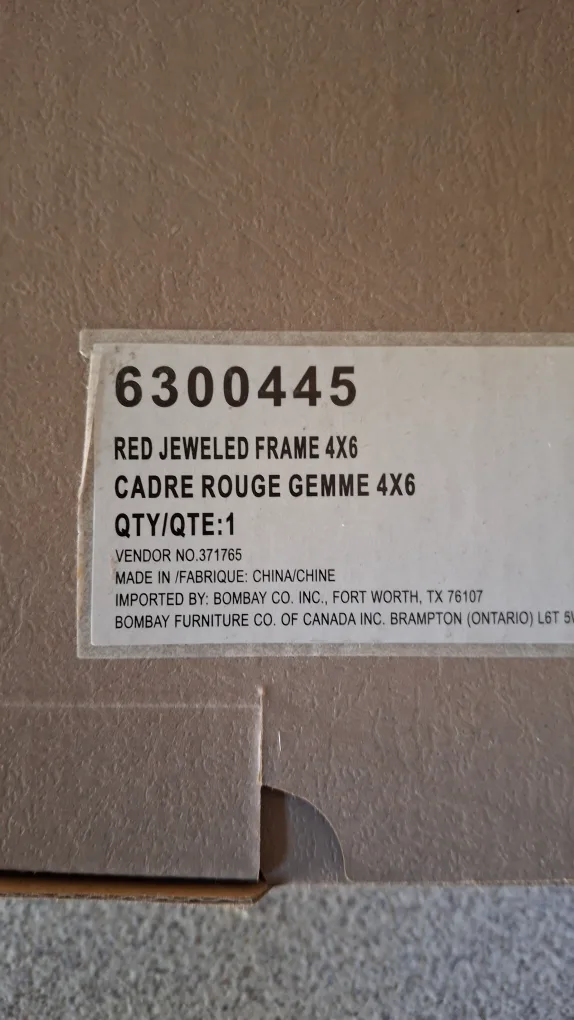 6300445
RED JEWELED FRAME 4X6
CADRE ROUGE GEMME 4X6
QTY/QTE:1
VENDOR NO.371765
MADE IN /FABRIQUE: CHINA/CHINE
IMPORTED BY: BOMBAY CO. INC., FORT WORTH, TX 76107
BOMBAY FURNITURE CO. OF CANADA INC. BRAMPTON (ONTARIO) L6T